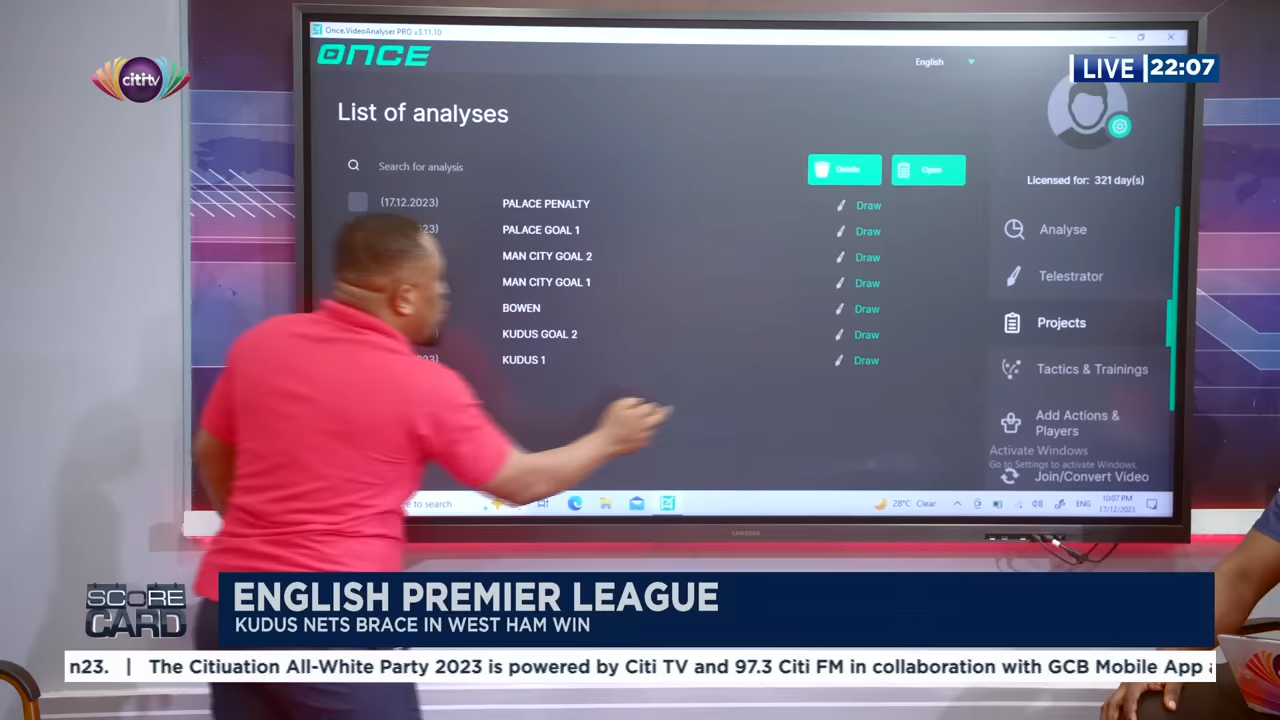 Once.VideoAnalyser PRO v3.11.10
ONCE
English
citi tv
LIVE 22:07
List of analyses
Search for analysis
Delete
Open
Licensed for: 321 day(s)
(17.12.2023) PALACE PENALTY Draw
23) PALACE GOAL 1 Draw
MAN CITY GOAL 2 Draw
MAN CITY GOAL 1 Draw
BOWEN Draw
KUDUS GOAL 2 Draw
23) KUDUS 1 Draw
Analyse
Telestrator
Projects
Tactics & Trainings
Add Actions &
Players
Activate Windows
Go to Settings to activate Windows.
Join/Convert Video
e to search
28°C Clear
ENG
10:07 PM
17/12/2023
SAMSUNG
SCORE
CARD
ENGLISH PREMIER LEAGUE
KUDUS NETS BRACE IN WEST HAM WIN
n23. | The Citiuation All-White Party 2023 is powered by Citi TV and 97.3 Citi FM in collaboration with GCB Mobile App